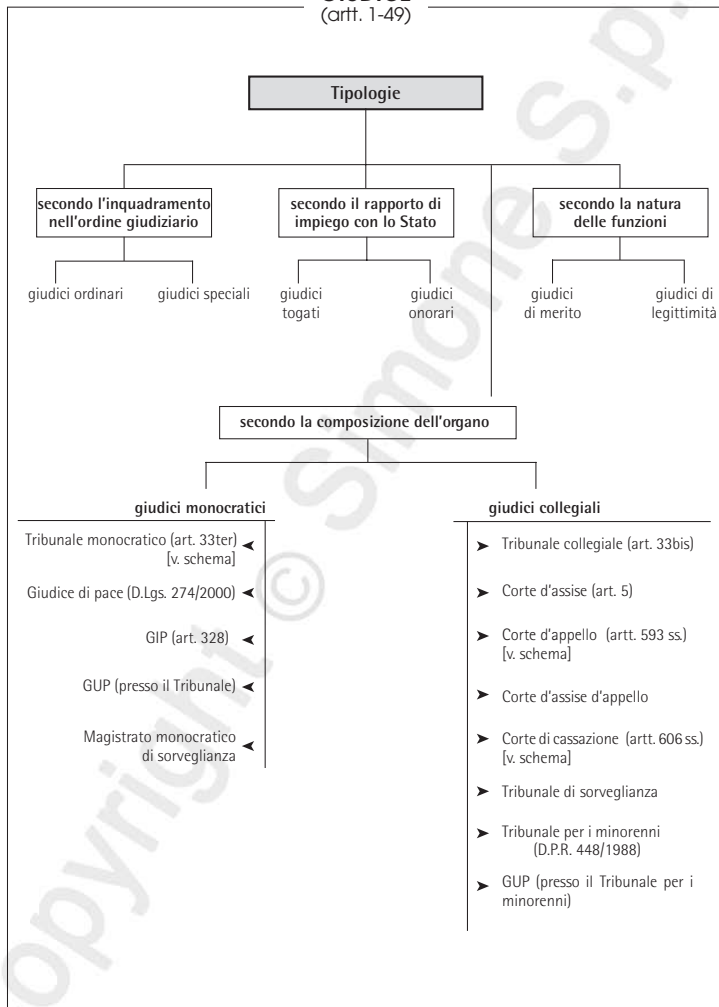 (artt. 1-49)
Tipologie
secondo l'inquadramento
nell'ordine giudiziario
secondo il rapporto di
impiego con lo Stato
secondo la natura
delle funzioni
giudici ordinari
giudici speciali
giudici
togati
giudici
onorari
giudici
di merito
giudici di
legittimità
secondo la composizione dell'organo
giudici monocratici
Tribunale monocratico (art. 33ter)
[v. schema]
Giudice di pace (D.Lgs. 274/2000)
GIP (art. 328)
GUP (presso il Tribunale)
Magistrato monocratico
di sorveglianza
giudici collegiali
Tribunale collegiale (art. 33bis)
Corte d'assise (art. 5)
Corte d'appello (artt. 593 ss.)
[v. schema]
Corte d'assise d'appello
Corte di cassazione (artt. 606 ss.)
[v. schema]
Tribunale di sorveglianza
Tribunale per i minorenni
(D.P.R. 448/1988)
GUP (presso il Tribunale per i
minorenni)
opyright © Simone S.p.